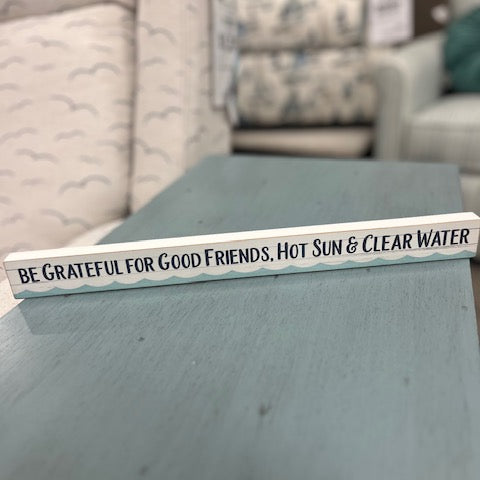 BE GRATEFUL FOR GOOD FRIENDS, HOT SUN & CLEAR WATER